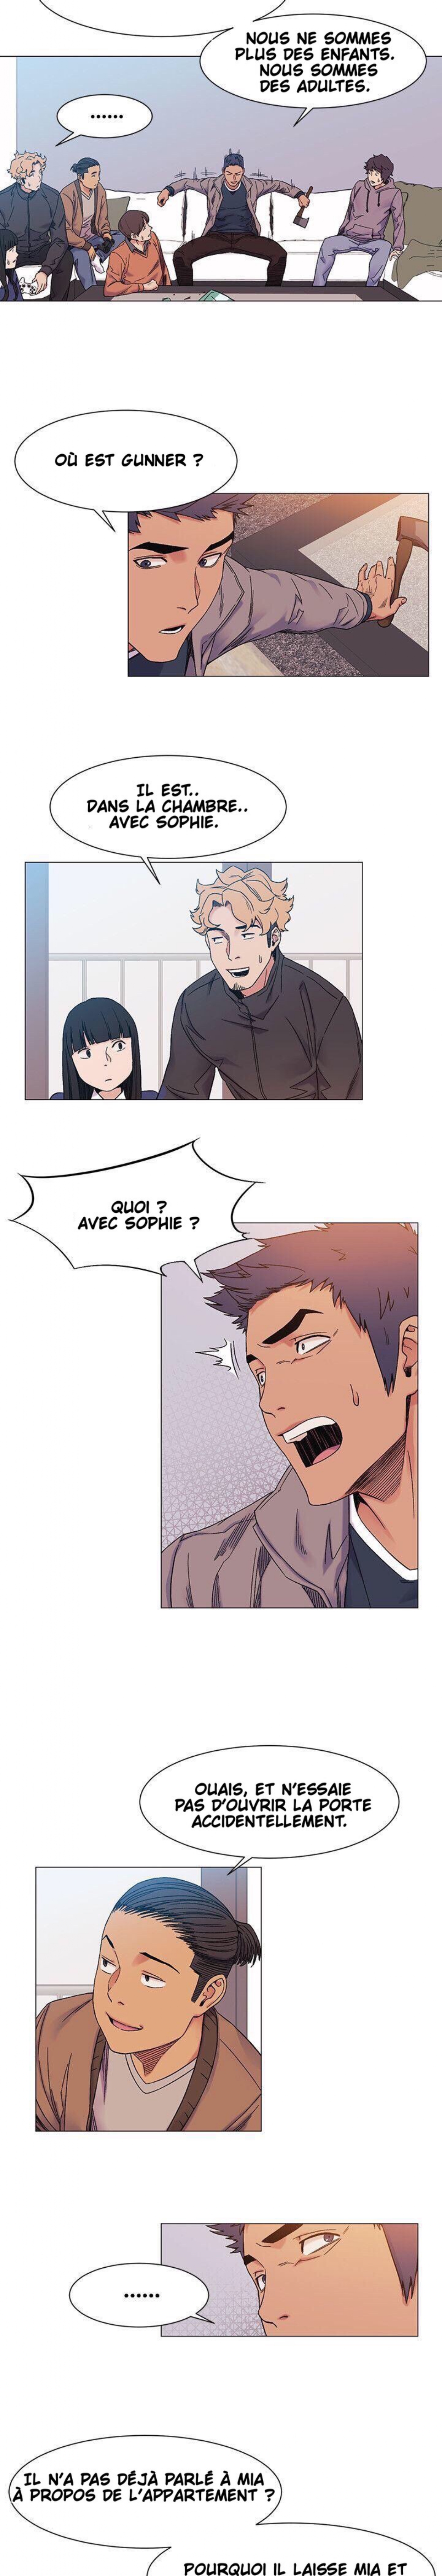 NOUS NE SOMMES
PLUS DES ENFANTS.
NOUS SOMMES
DES ADULTES.
......
OÙ EST GUNNER ?
IL EST..
DANS LA CHAMBRE..
AVEC SOPHIE.
QUOI ?
AVEC SOPHIE ?
OUAIS, ET N'ESSAIE
PAS D'OUVRIR LA PORTE
ACCIDENTELLEMENT.
......
IL N'A PAS DÉJÀ PARLÉ À MIA
À PROPOS DE L'APPARTEMENT ?
POURQUOI IL LAISSE MIA ET